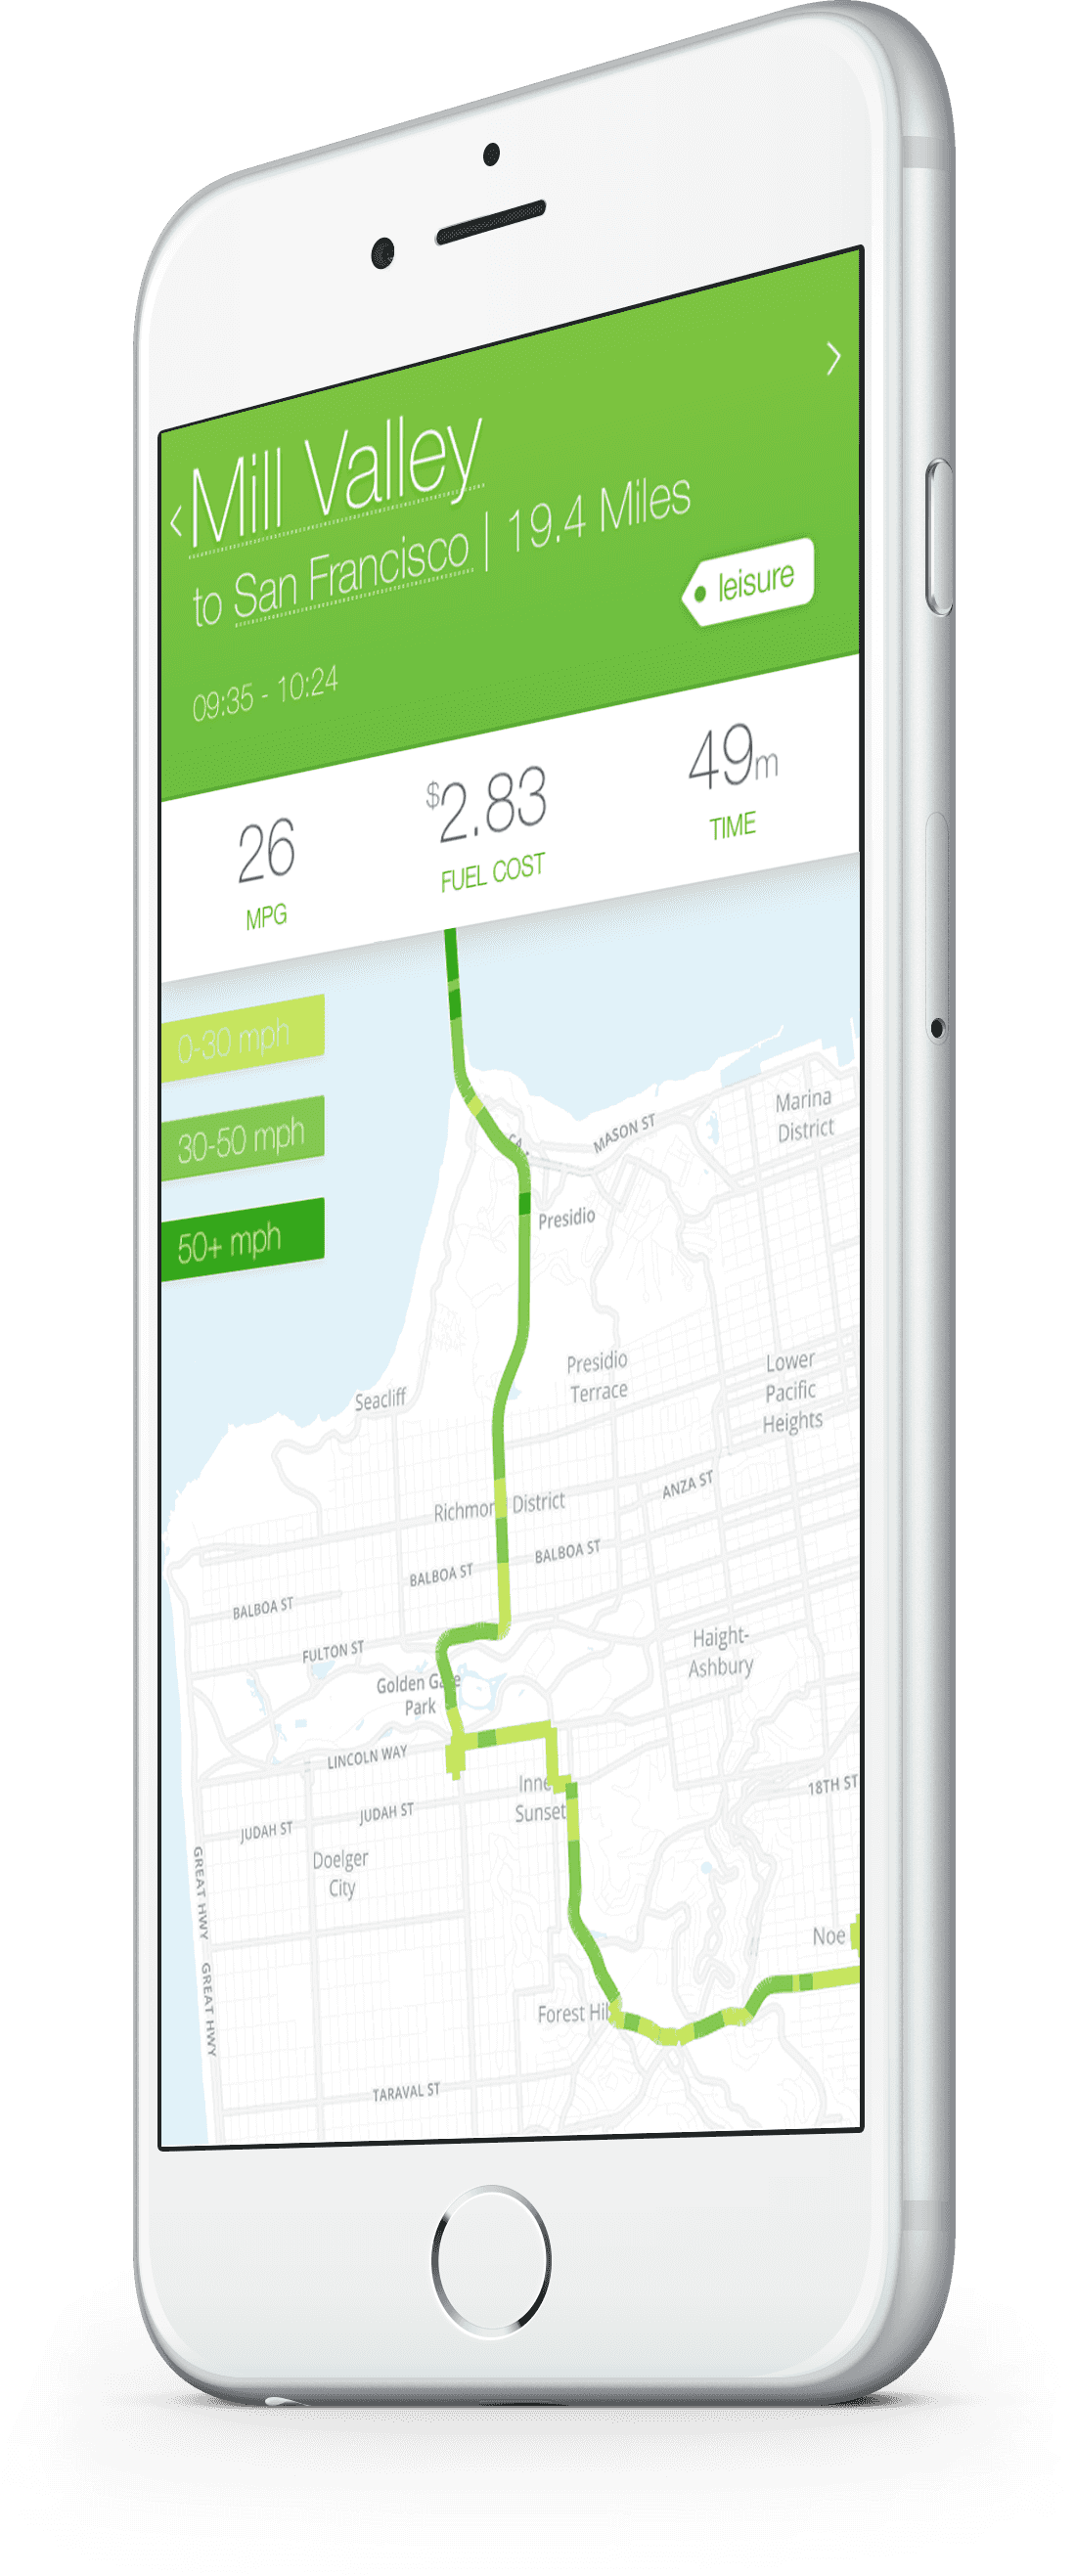 Mill Valley
to San Francisco | 19.4 Miles
leisure
09:35 - 10:24
26
MPG
$2.83
FUEL COST
49m
TIME
0-30 mph
30-50 mph
50+ mph
Marina
District
MASON ST
Presidio
Presidio
Terrace
Lower
Pacific
Heights
Seacliff
ANZA ST
Richmon District
BALBOA ST
BALBOA ST
BALBOA ST
FULTON ST
Haight-
Ashbury
Golden Gate
Park
LINCOLN WAY
Inne
Sunset
18TH ST
JUDAH ST
JUDAH ST
Doelger
City
GREAT HWY
GREAT HWY
Noe
Forest Hil
TARAVAL ST